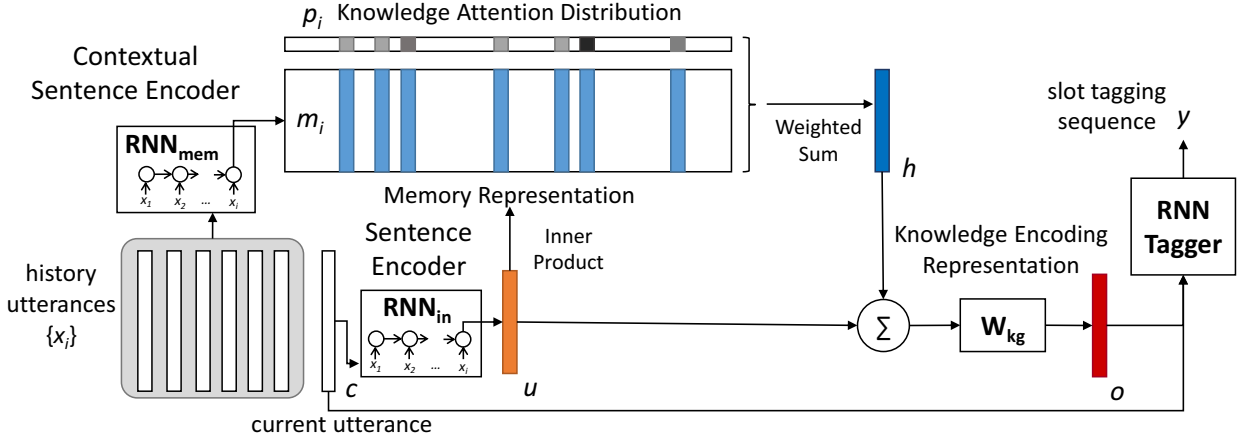 p_i Knowledge Attention Distribution
Contextual
Sentence Encoder
m_i
RNN_mem
x_1 x_2 ... x_i
Weighted
Sum
h
slot tagging
sequence
y
Memory Representation
Sentence
Encoder
Inner
Product
RNN
Tagger
Knowledge Encoding
Representation
history
utterances
{x_i}
RNN_in
x_1 x_2 ... x_i
∑
W_kg
c
u
o
current utterance